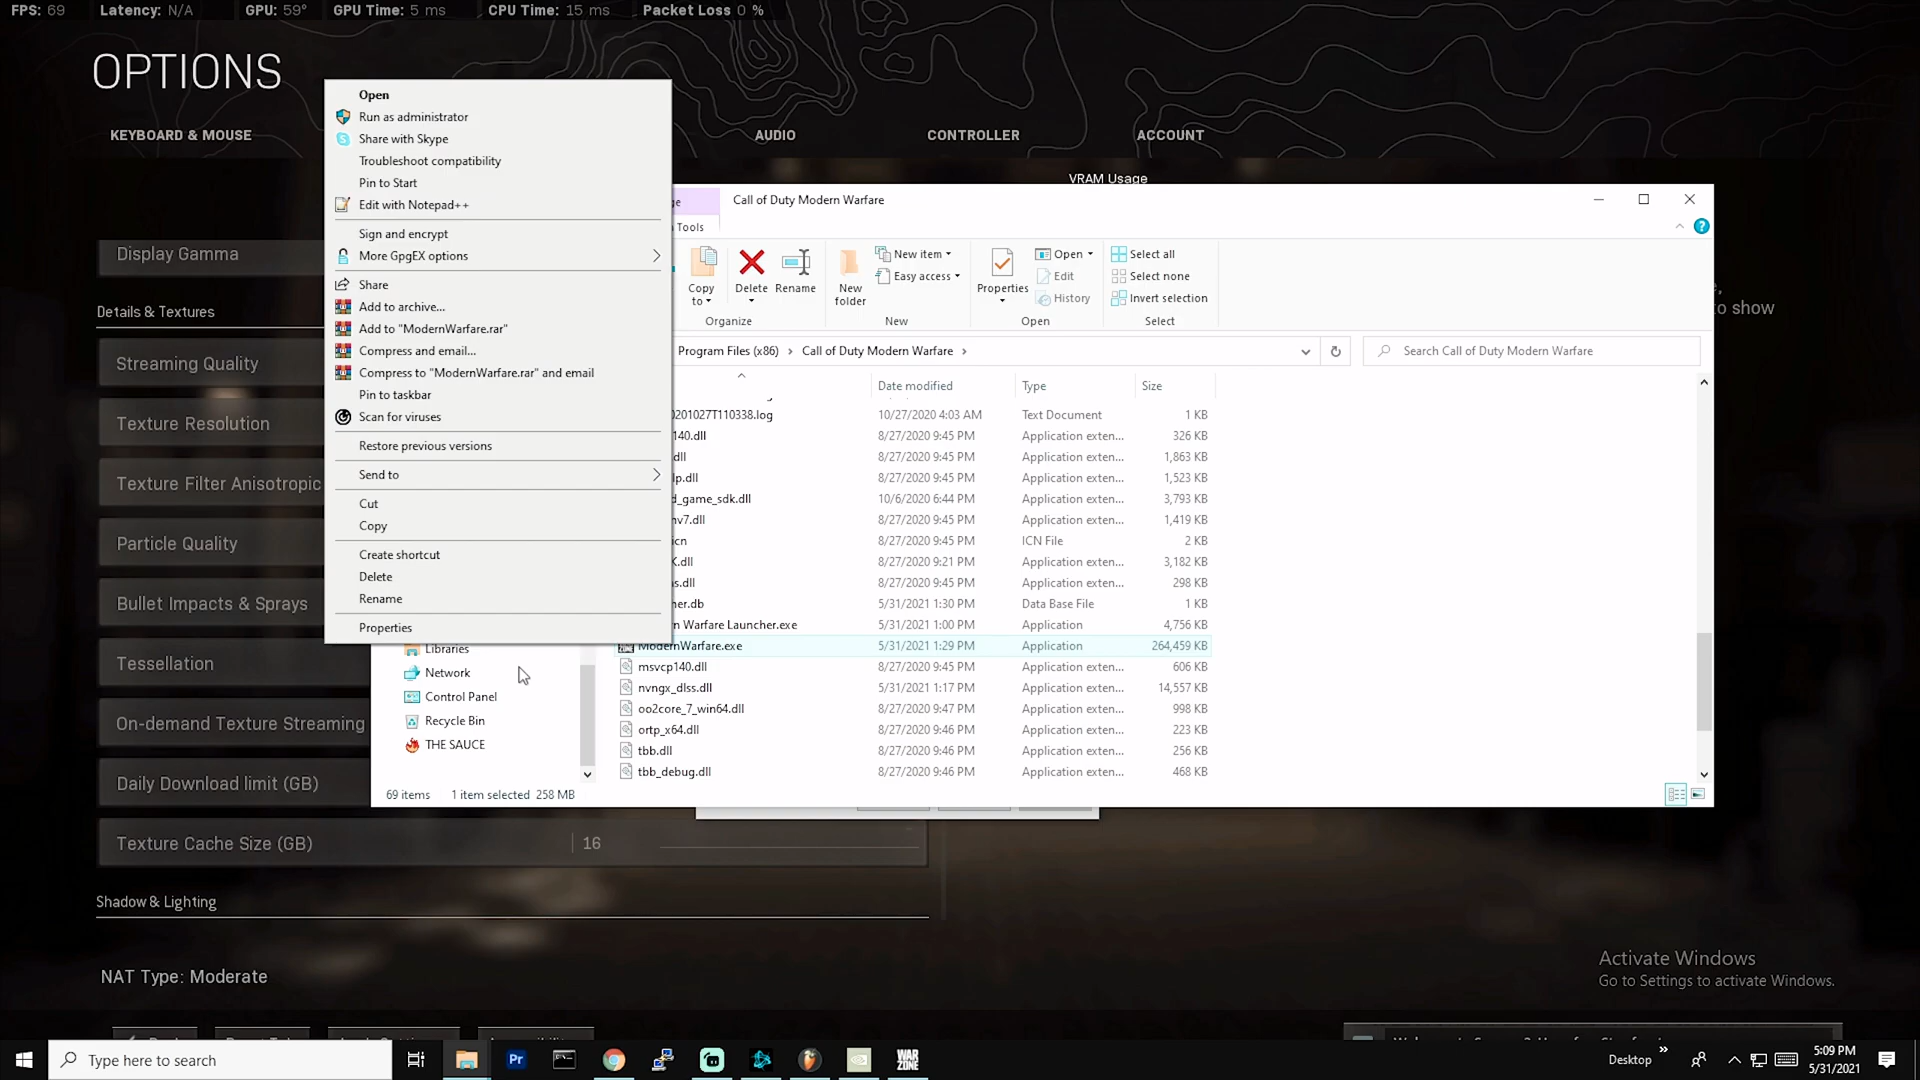 FPS: 69 Latency: N/A GPU: 59° GPU Time: 5 ms CPU Time: 15 ms Packet Loss 0 %
OPTIONS
KEYBOARD & MOUSE AUDIO CONTROLLER ACCOUNT
VRAM Usage
to show
Display Gamma
Details & Textures
Streaming Quality
Texture Resolution
Texture Filter Anisotropic
Particle Quality
Bullet Impacts & Sprays
Tessellation
On-demand Texture Streaming
Daily Download limit (GB)
Texture Cache Size (GB) 16
Shadow & Lighting
NAT Type: Moderate
Open
Run as administrator
Share with Skype
Troubleshoot compatibility
Pin to Start
Edit with Notepad++
Sign and encrypt
More GpgEX options
Share
Add to archive...
Add to "ModernWarfare.rar"
Compress and email...
Compress to "ModernWarfare.rar" and email
Pin to taskbar
Scan for viruses
Restore previous versions
Send to
Cut
Copy
Create shortcut
Delete
Rename
Properties
ge Call of Duty Modern Warfare
Tools
Copy to
Delete
Rename
Organize
New folder
New item
Easy access
New
Properties
Open
Edit
History
Open
Select all
Select none
Invert selection
Select
Program Files (x86) › Call of Duty Modern Warfare ›
Search Call of Duty Modern Warfare
Date modified Type Size
0201027T110338.log 10/27/2020 4:03 AM Text Document 1 KB
140.dll 8/27/2020 9:45 PM Application exten... 326 KB
.dll 8/27/2020 9:45 PM Application exten... 1,863 KB
lp.dll 8/27/2020 9:45 PM Application exten... 1,523 KB
d_game_sdk.dll 10/6/2020 6:44 PM Application exten... 3,793 KB
nv7.dll 8/27/2020 9:45 PM Application exten... 1,419 KB
icn 8/27/2020 9:45 PM ICN File 2 KB
K.dll 8/27/2020 9:21 PM Application exten... 3,182 KB
s.dll 8/27/2020 9:45 PM Application exten... 298 KB
her.db 5/31/2021 1:30 PM Data Base File 1 KB
n Warfare Launcher.exe 5/31/2021 1:00 PM Application 4,756 KB
ModernWarfare.exe 5/31/2021 1:29 PM Application 264,459 KB
msvcp140.dll 8/27/2020 9:45 PM Application exten... 606 KB
nvngx_dlss.dll 5/31/2021 1:17 PM Application exten... 14,557 KB
oo2core_7_win64.dll 8/27/2020 9:47 PM Application exten... 998 KB
ortp_x64.dll 8/27/2020 9:46 PM Application exten... 223 KB
tbb.dll 8/27/2020 9:46 PM Application exten... 256 KB
tbb_debug.dll 8/27/2020 9:46 PM Application exten... 468 KB
Libraries
Network
Control Panel
Recycle Bin
THE SAUCE
69 items 1 item selected 258 MB
Activate Windows
Go to Settings to activate Windows.
Type here to search
Pr
WAR ZONE
Desktop
5:09 PM
5/31/2021